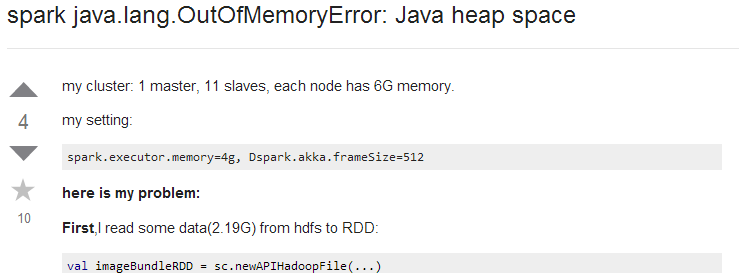 spark java.lang.OutOfMemoryError: Java heap space
my cluster: 1 master, 11 slaves, each node has 6G memory.
4
my setting:
spark.executor.memory=4g, Dspark.akka.frameSize=512
here is my problem:
10
First,I read some data(2.19G) from hdfs to RDD:
val imageBundleRDD = sc.newAPIHadoopFile(...)